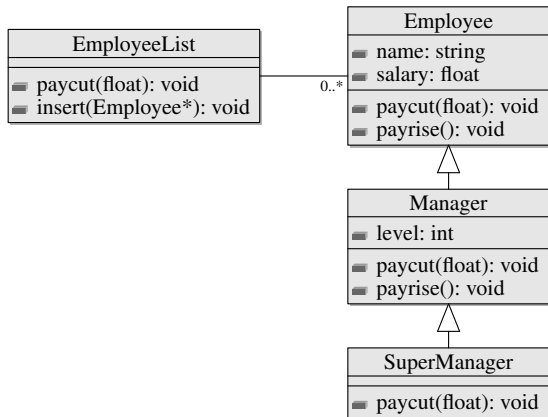 EmployeeList
paycut(float): void
insert(Employee*): void
0..*
Employee
name: string
salary: float
paycut(float): void
payrise(): void
Manager
level: int
paycut(float): void
payrise(): void
SuperManager
paycut(float): void